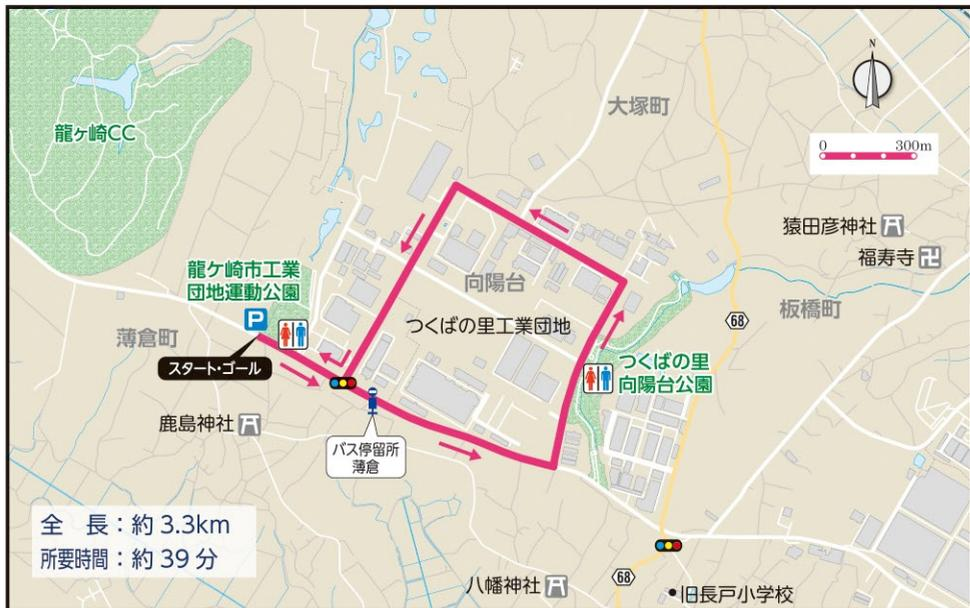 N
大塚町
0 300m
龍ヶ崎CC
猿田彦神社
福寿寺
龍ケ崎市工業
団地運動公園
向陽台
板橋町
P
つくばの里工業団地
68
薄倉町
スタート・ゴール
つくばの里
向陽台公園
鹿島神社
バス停留所
薄倉
全 長：約 3.3km
所要時間：約 39 分
八幡神社
68
旧長戸小学校